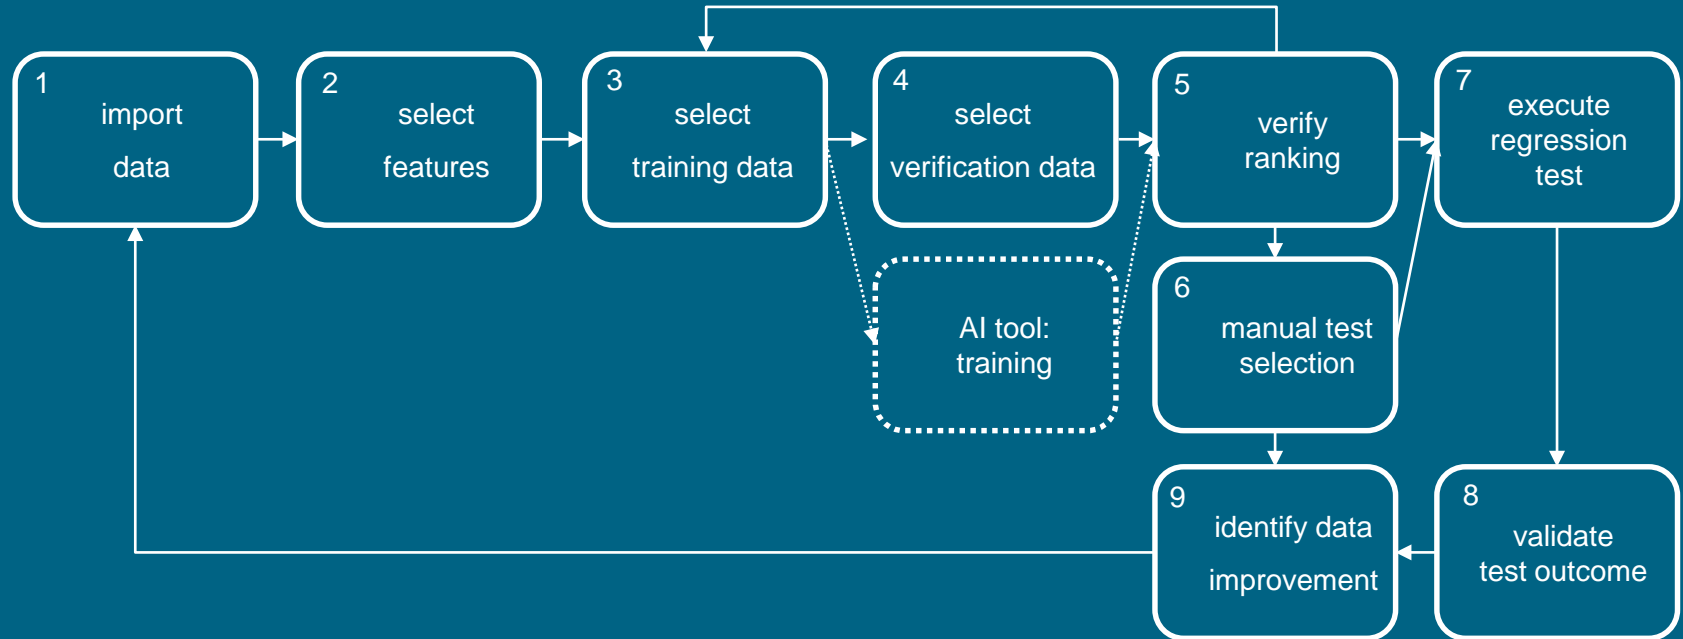 1
import
data
2
select
features
3
select
training data
4
select
verification data
5
verify
ranking
7
execute
regression
test
AI tool:
training
6
manual test
selection
9
identify data
improvement
8
validate
test outcome